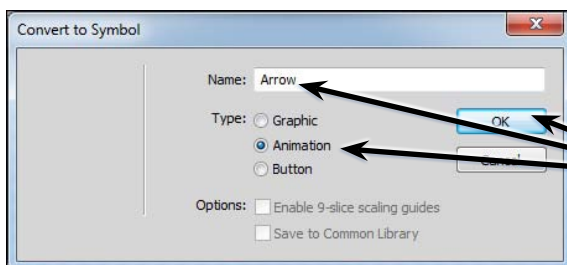 Convert to Symbol
Name: Arrow
Type: Graphic
OK
Animation
Cancel
Button
Options: Enable 9-slice scaling guides
Save to Common Library